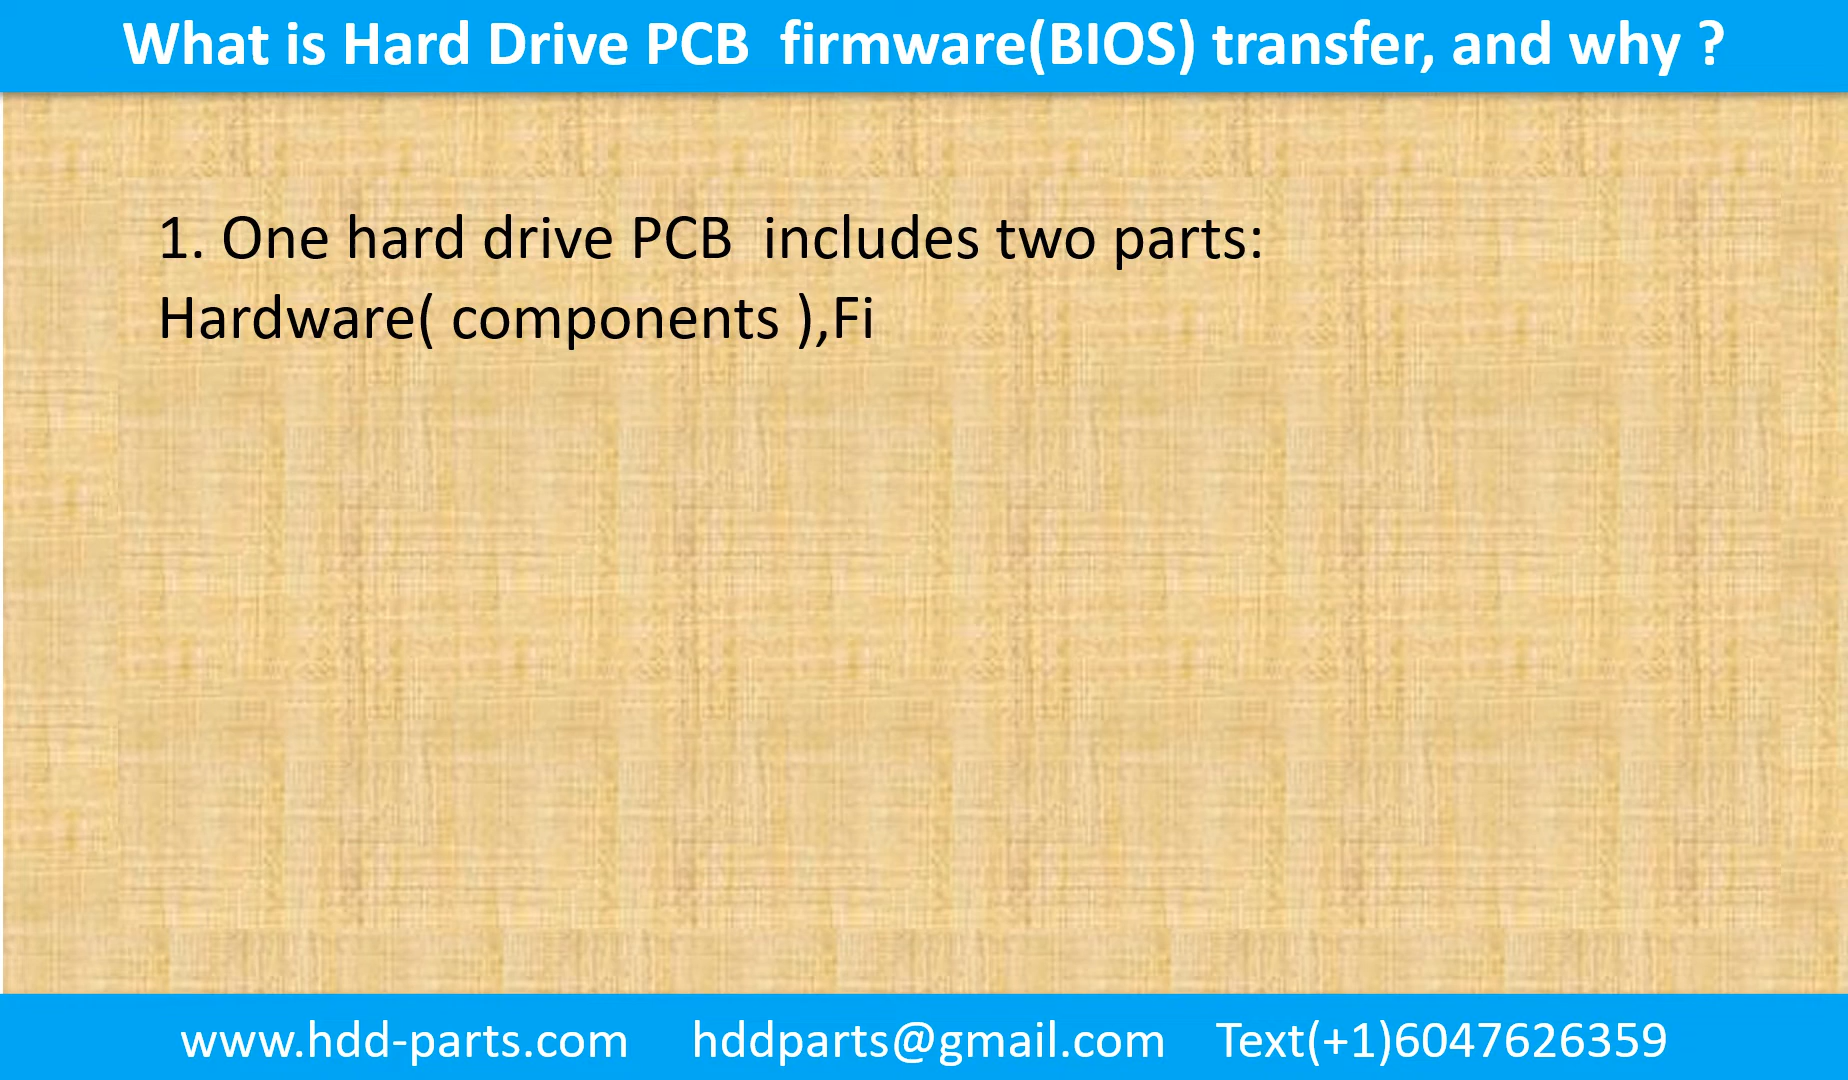 What is Hard Drive PCB  firmware(BIOS) transfer, and why ?
1. One hard drive PCB  includes two parts:
Hardware( components ),Fi
www.hdd-parts.com hddparts@gmail.com Text(+1)6047626359